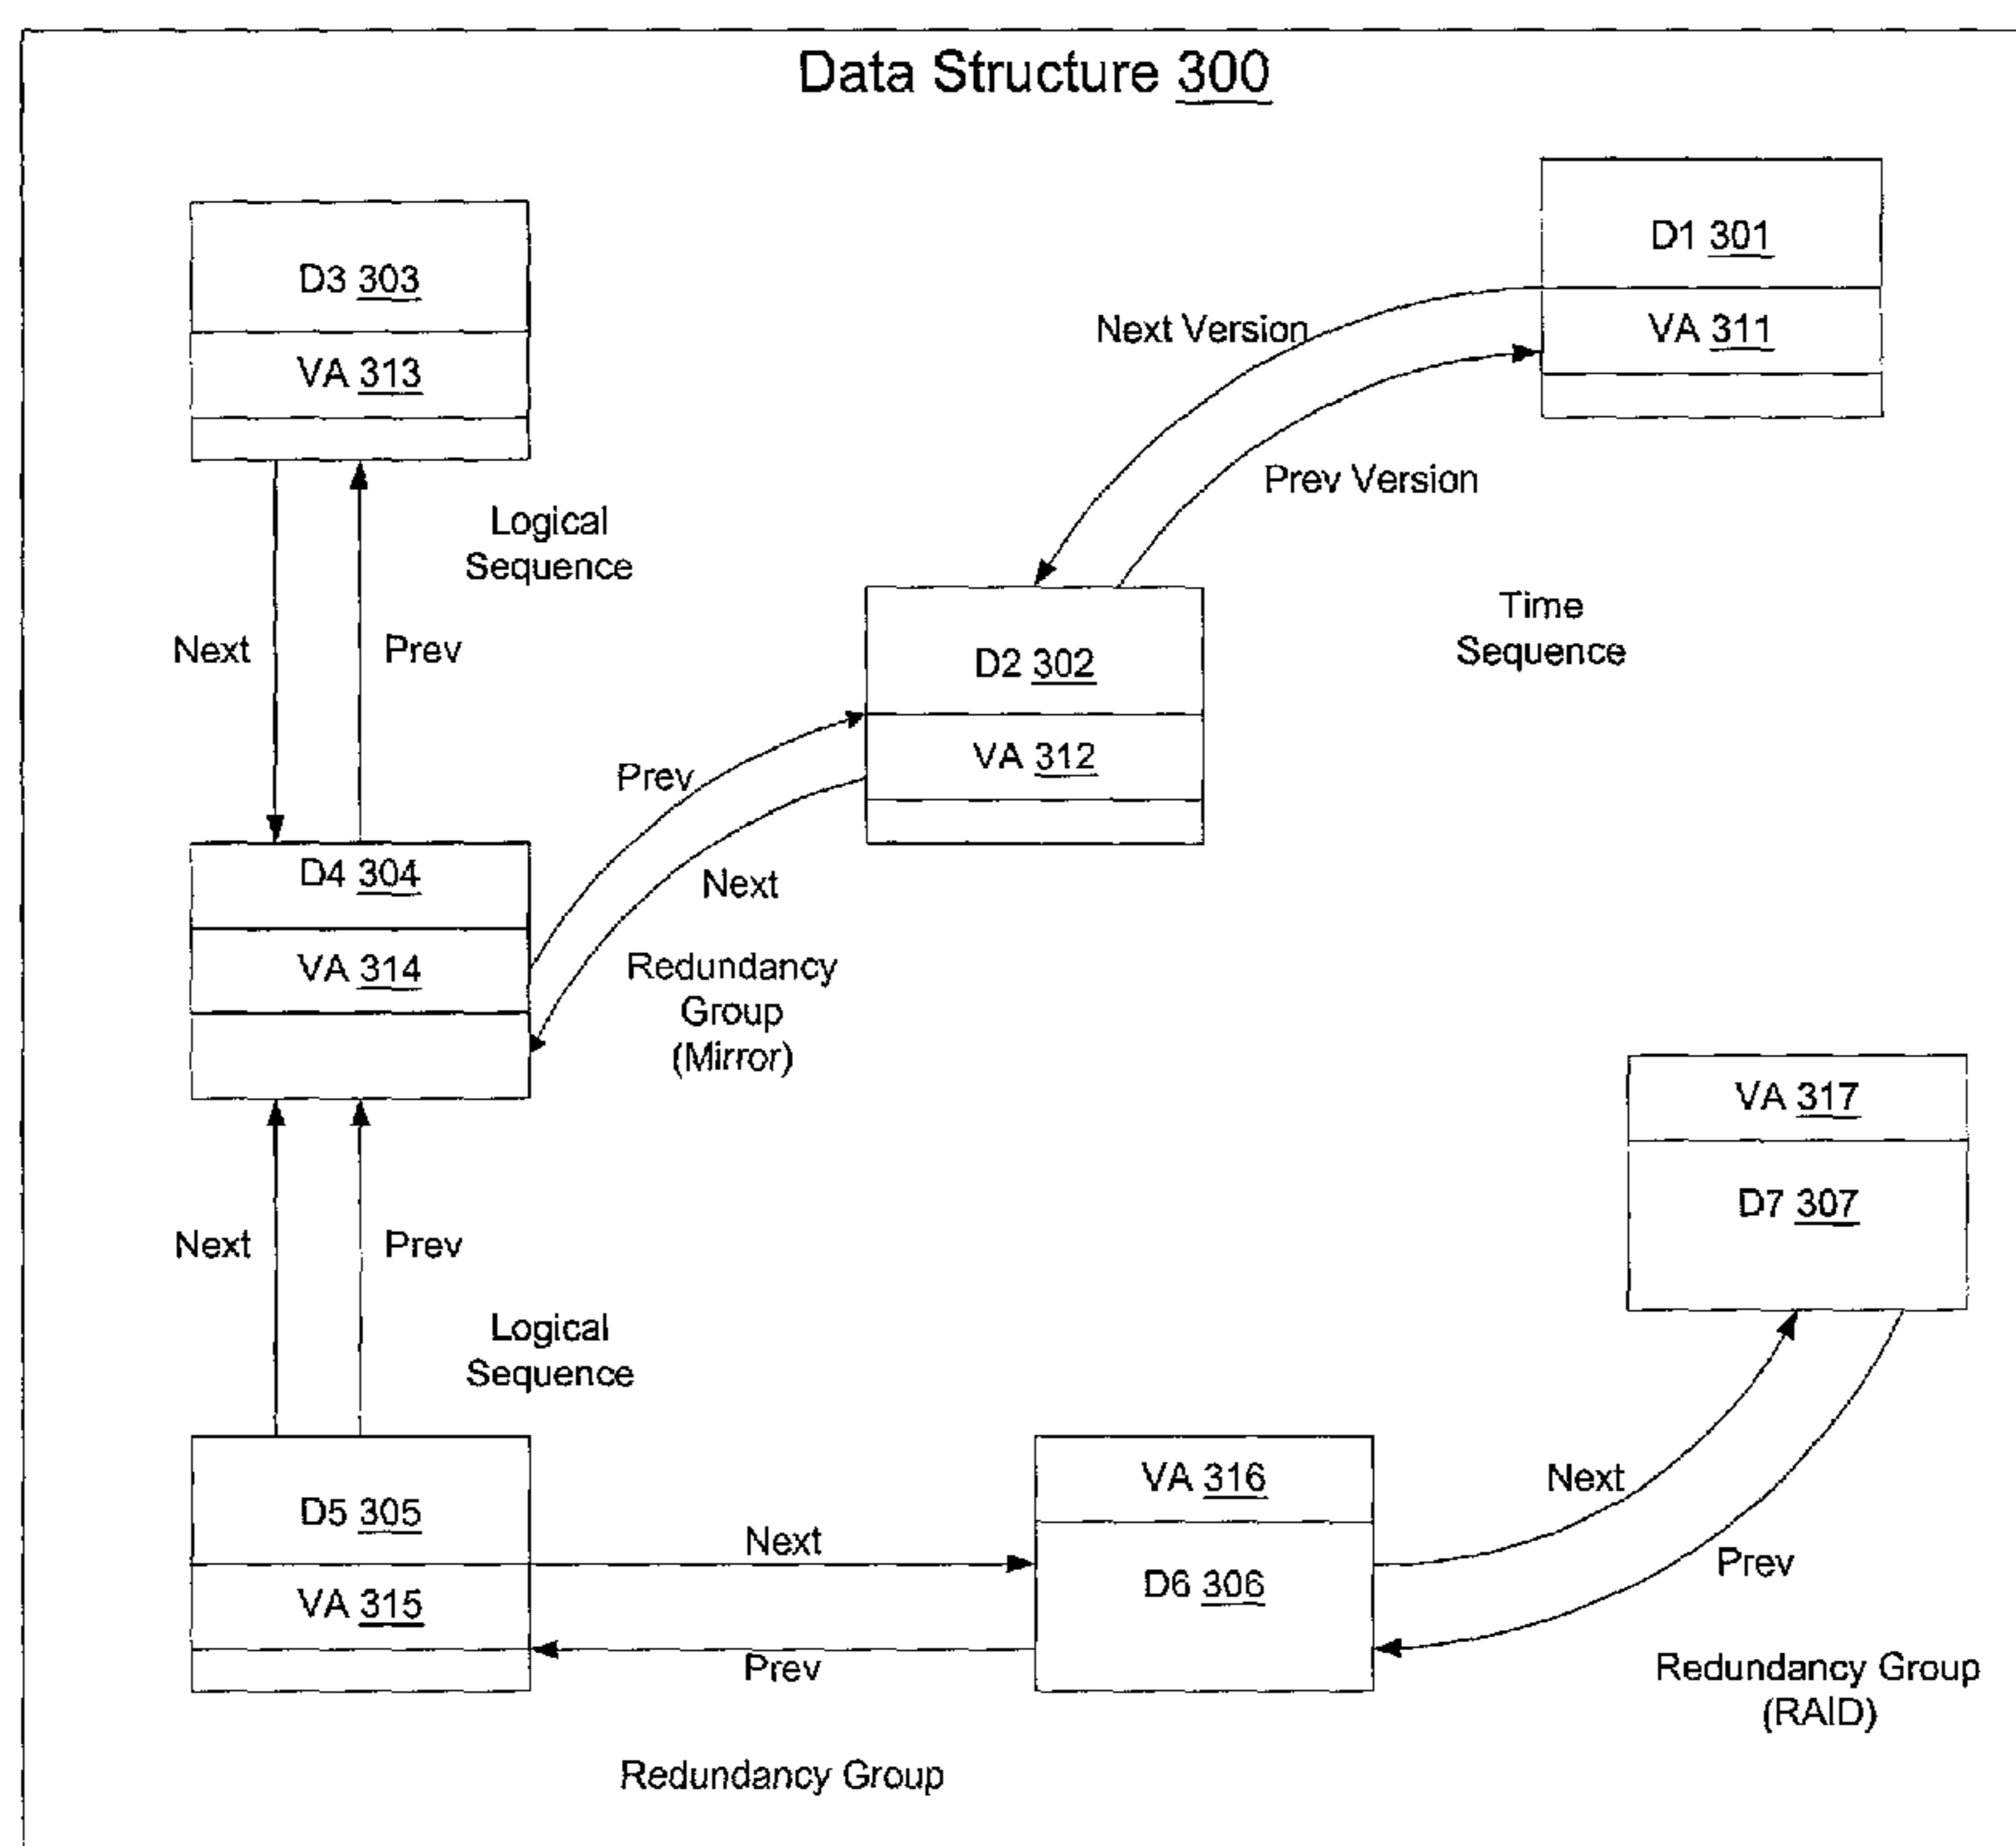 Data Structure 300
D1 301
VA 311
D3 303
VA 313
Next Version
Prev Version
Logical
Sequence
Time
Sequence
Next
Prev
D2 302
VA 312
Prev
Next
D4 304
VA 314
Redundancy
Group
(Mirror)
VA 317
D7 307
Next
Prev
Logical
Sequence
D5 305
VA 315
Next
Prev
VA 316
D6 306
Next
Prev
Redundancy Group
(RAID)
Redundancy Group